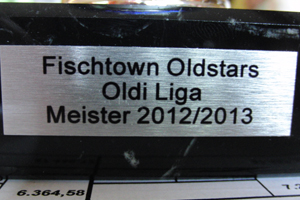 Fischtown Oldstars
Oldi Liga
Meister 2012/2013
6.364,58